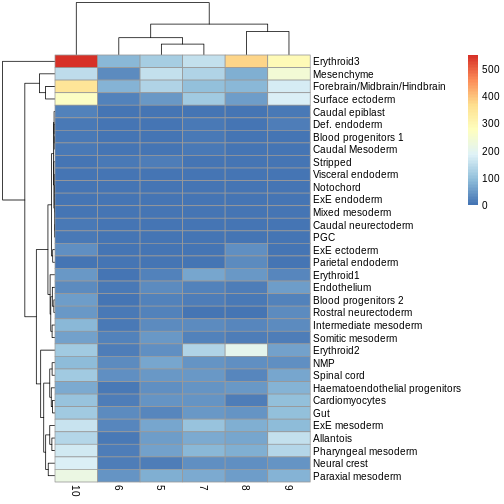 Erythroid3
Mesenchyme
Forebrain/Midbrain/Hindbrain
Surface ectoderm
Caudal epiblast
Def. endoderm
Blood progenitors 1
Caudal Mesoderm
Stripped
Visceral endoderm
Notochord
ExE endoderm
Mixed mesoderm
Caudal neurectoderm
PGC
ExE ectoderm
Parietal endoderm
Erythroid1
Endothelium
Blood progenitors 2
Rostral neurectoderm
Intermediate mesoderm
Somitic mesoderm
Erythroid2
NMP
Spinal cord
Haematoendothelial progenitors
Cardiomyocytes
Gut
ExE mesoderm
Allantois
Pharyngeal mesoderm
Neural crest
Paraxial mesoderm
10 6 5 7 8 9
500
400
300
200
100
0